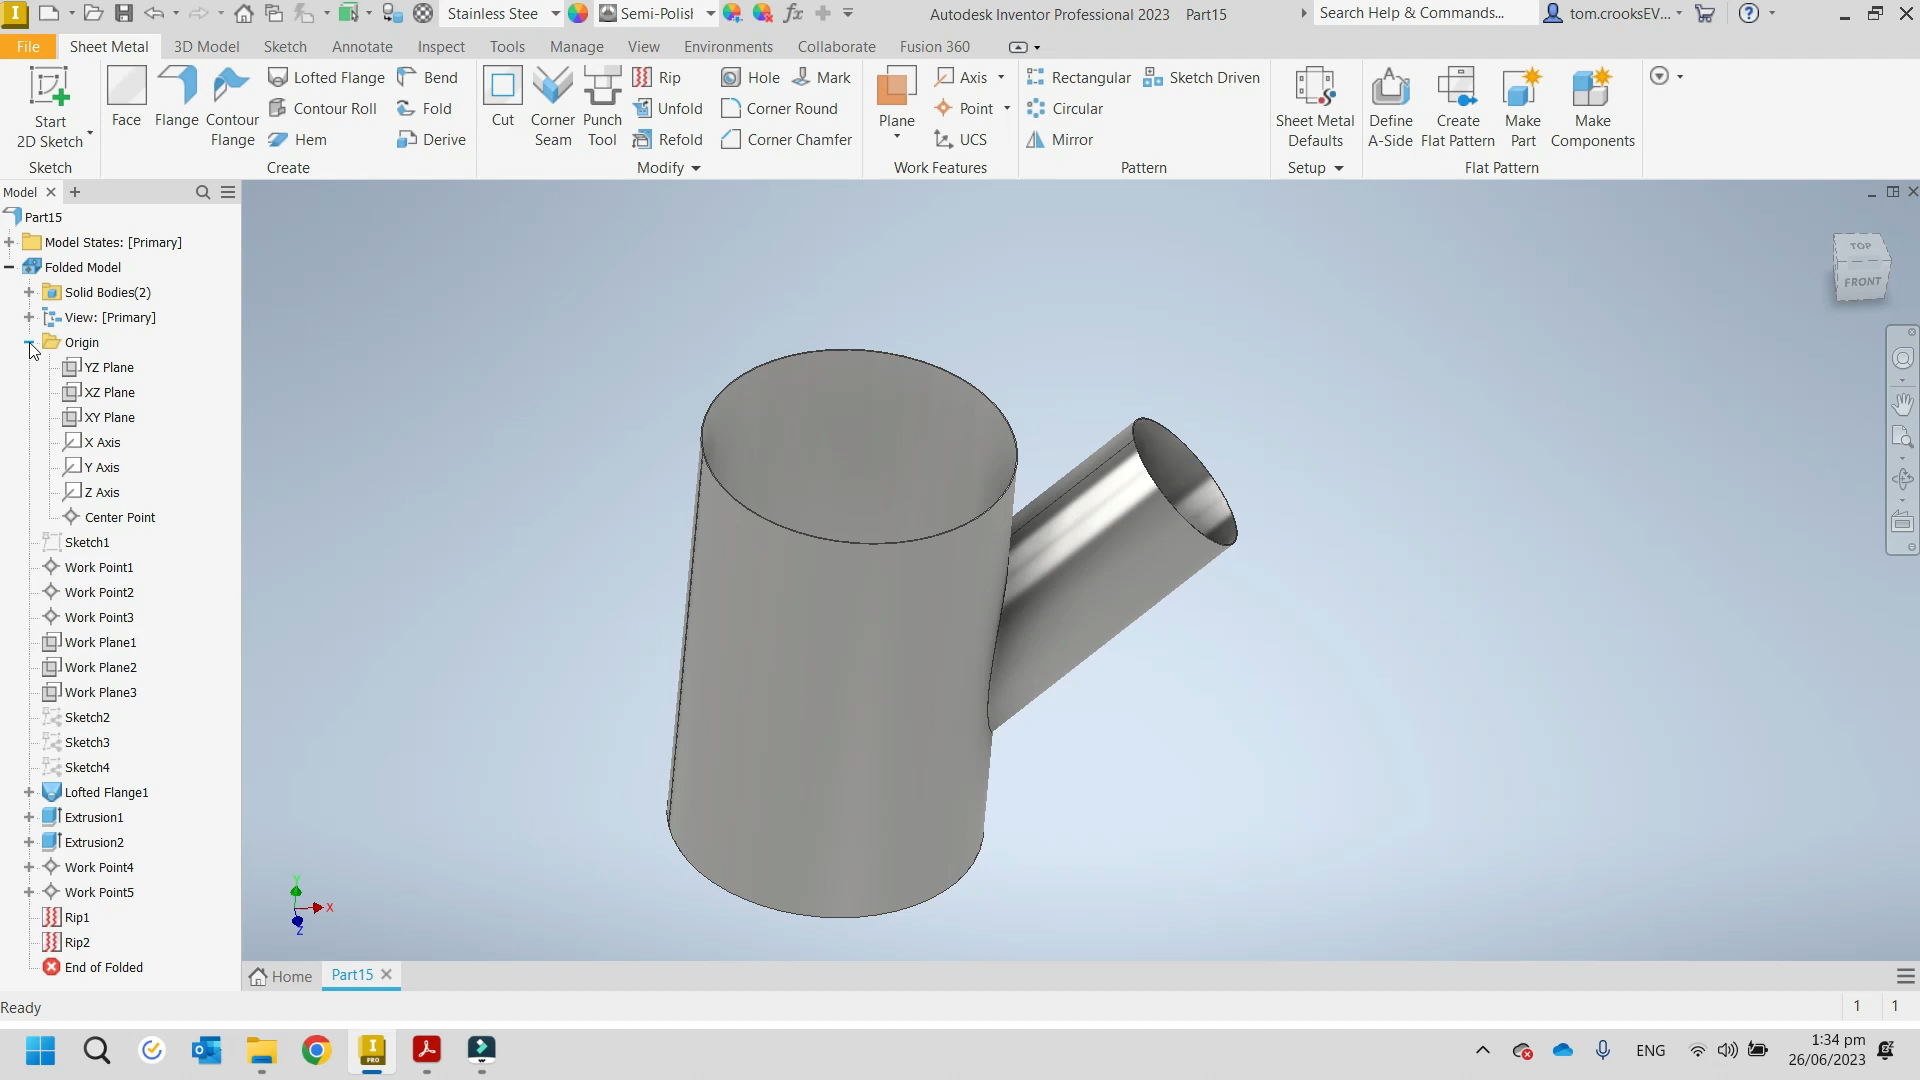 Stainless Stee
Semi-Polish
fx
Autodesk Inventor Professional 2023 Part15
Search Help & Commands...
tom.crooksEV...
File Sheet Metal 3D Model Sketch Annotate Inspect Tools Manage View Environments Collaborate Fusion 360
Start
2D Sketch
Sketch
Face
Flange
Contour
Flange
Lofted Flange
Contour Roll
Hem
Bend
Fold
Derive
Create
Cut
Corner
Seam
Punch
Tool
Rip
Unfold
Refold
Hole
Mark
Corner Round
Corner Chamfer
Modify
Plane
Axis
Point
UCS
Work Features
Rectangular
Sketch Driven
Circular
Mirror
Pattern
Sheet Metal
Defaults
Setup
Define
A-Side
Create
Flat Pattern
Make
Part
Make
Components
Flat Pattern
Model
Part15
Model States: [Primary]
Folded Model
Solid Bodies(2)
View: [Primary]
Origin
YZ Plane
XZ Plane
XY Plane
X Axis
Y Axis
Z Axis
Center Point
Sketch1
Work Point1
Work Point2
Work Point3
Work Plane1
Work Plane2
Work Plane3
Sketch2
Sketch3
Sketch4
Lofted Flange1
Extrusion1
Extrusion2
Work Point4
Work Point5
Rip1
Rip2
End of Folded
TOP
FRONT
Y
X
Z
Home
Part15
Ready
1 1
PRO
ENG
1:34 pm
26/06/2023